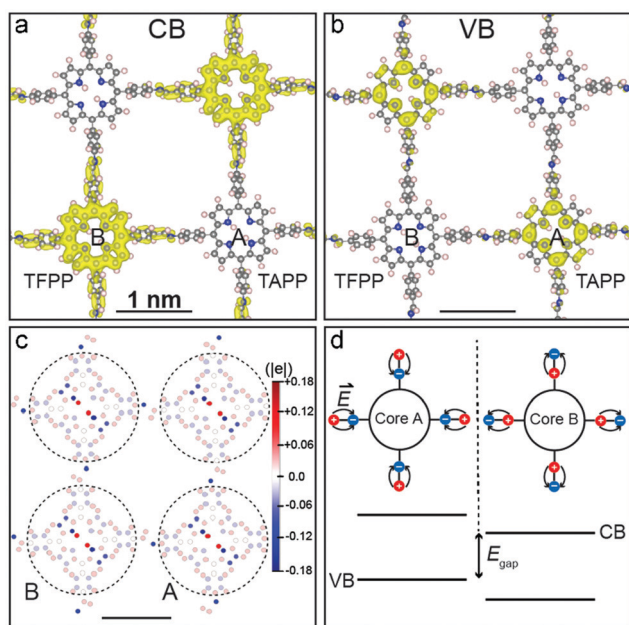 a
CB
B
A
TFPP
1 nm
TAPP
b
VB
B
A
TFPP
TAPP
c
(|e|)
+0.18
+0.12
+0.06
0.0
-0.06
-0.12
-0.18
B
A
d
E
+ − Core A − +
− + Core B + −
CB
E gap
VB